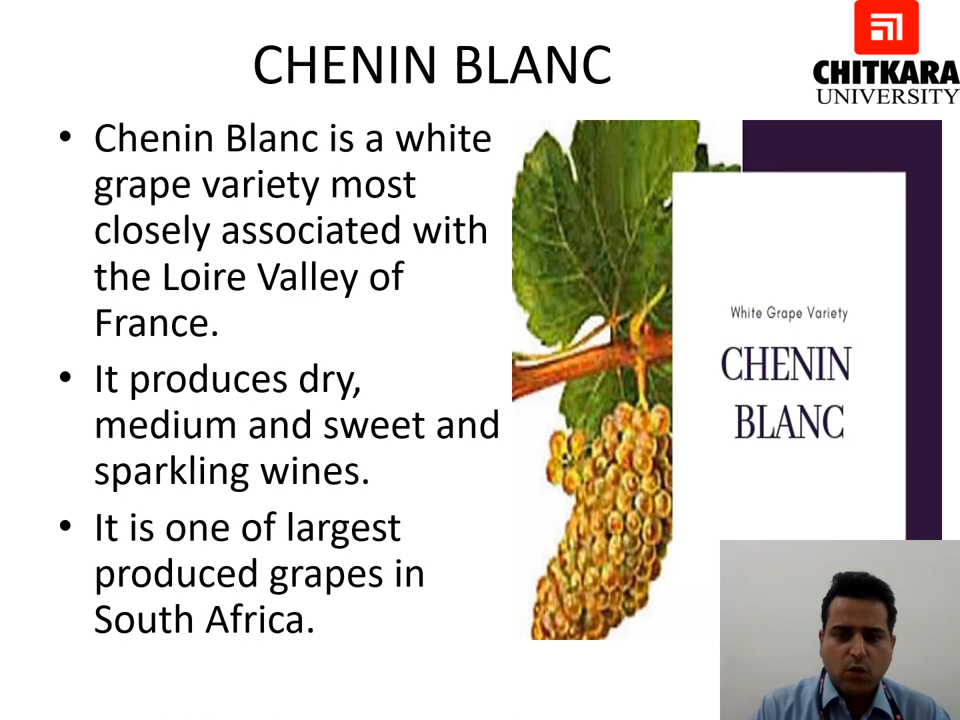 CHENIN BLANC
CHITKARA
UNIVERSITY
• Chenin Blanc is a white
grape variety most
closely associated with
the Loire Valley of
France.
• It produces dry,
medium and sweet and
sparkling wines.
• It is one of largest
produced grapes in
South Africa.
White Grape Variety
CHENIN
BLANC